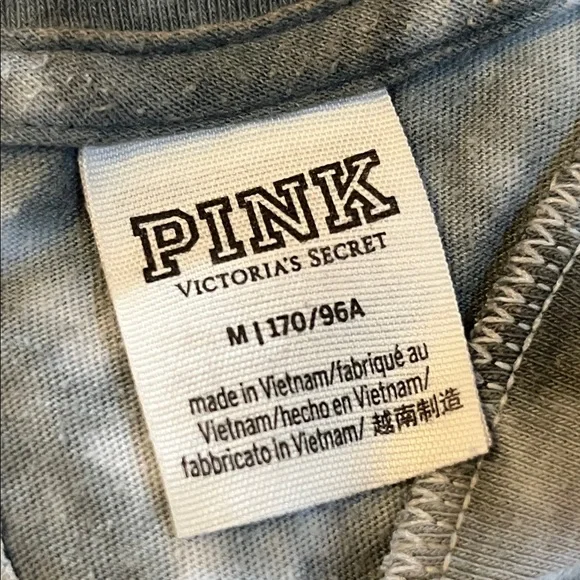 PINK
VICTORIA'S SECRET
M | 170/96A
made in Vietnam/fabriqué au
Vietnam/hecho en Vietnam/
fabbricato in Vietnam/ 越南制造